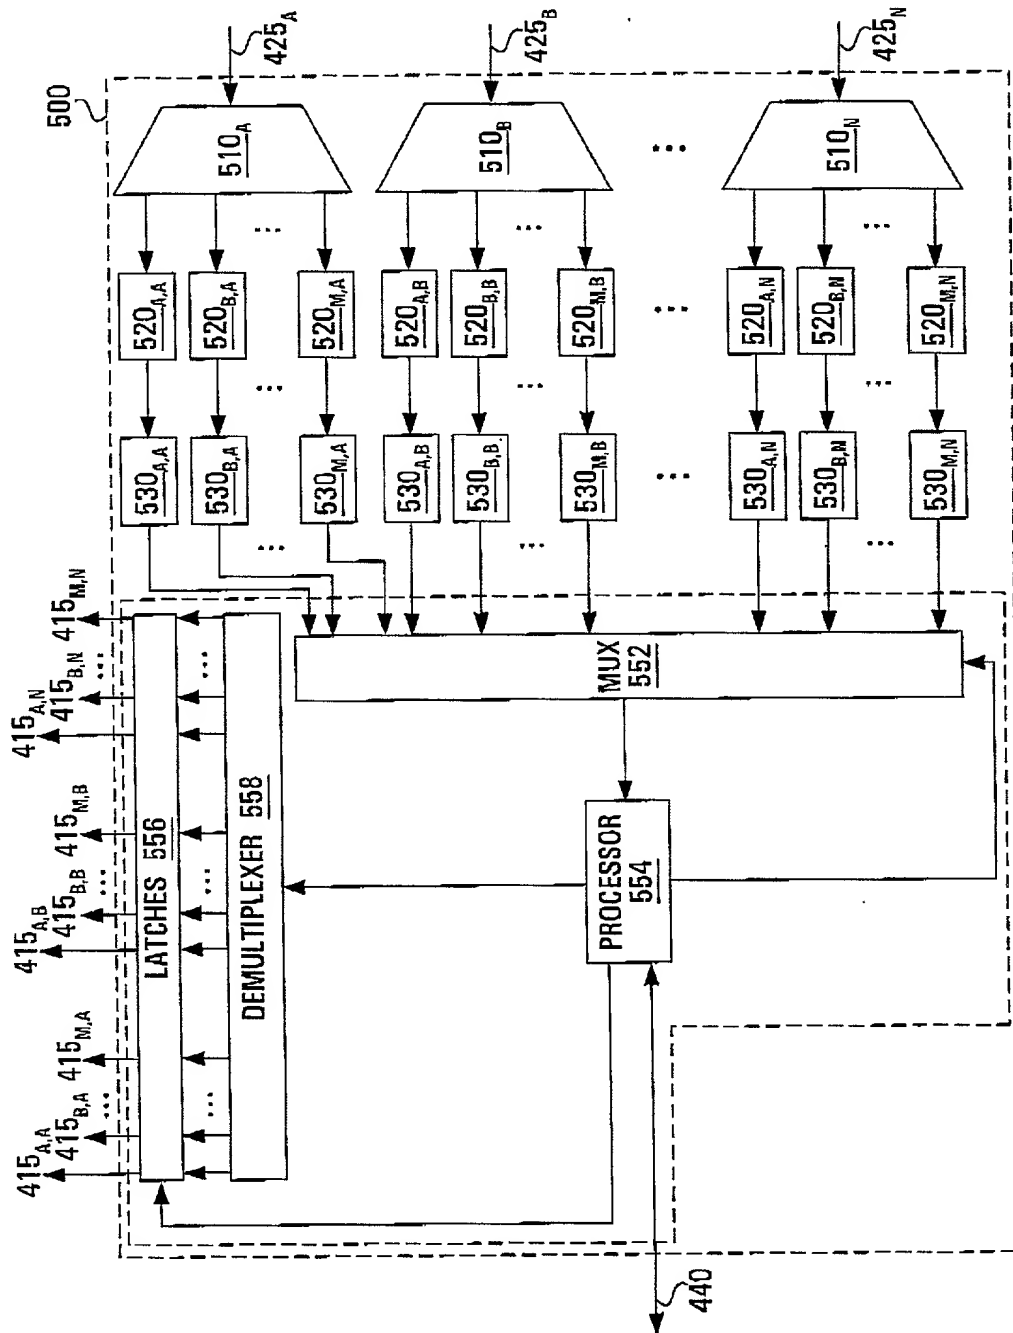 415A,A
415B,A
...
415M,A
415A,B
415B,B
...
415M,B
415A,N
415B,N
...
415M,N
500
LATCHES 556
... ... ...
DEMULTIPLEXER 558
440
PROCESSOR
554
MUX
552
530A,A
530B,A
...
530M,A
530A,B
530B,B
...
530M,B
...
530A,N
530B,N
...
530M,N
520A,A
520B,A
...
520M,A
520A,B
520B,B
...
520M,B
...
520A,N
520B,N
...
520M,N
... ... ...
510A
510B
...
510N
425A
425B
425N